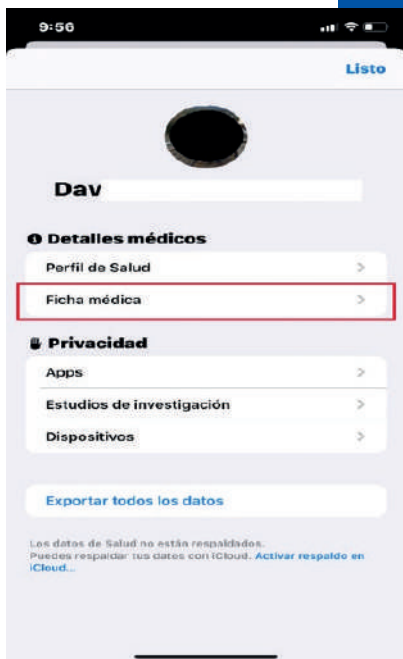 9:56
Listo
Dav
Detalles médicos
Perfil de Salud
Ficha médica
Privacidad
Apps
Estudios de investigación
Dispositivos
Exportar todos los datos
Los datos de Salud no están respaldados.
Puedes respaldar tus datos con iCloud. Activar respaldo en
iCloud...